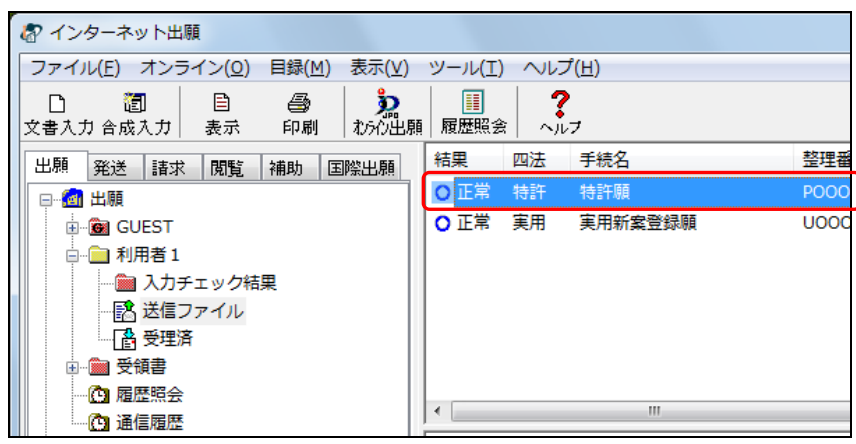 インターネット出願
ファイル(F) オンライン(O) 目録(M) 表示(V) ツール(T) ヘルプ(H)
文書入力 合成入力 表示 印刷 オンライン出願 履歴照会 ヘルプ
出願 発送 請求 閲覧 補助 国際出願
結果 四法 手続名 整理番
正常 特許 特許願 POOO
正常 実用 実用新案登録願 UOOO
出願
GUEST
利用者1
入力チェック結果
送信ファイル
受理済
受領書
履歴照会
通信履歴